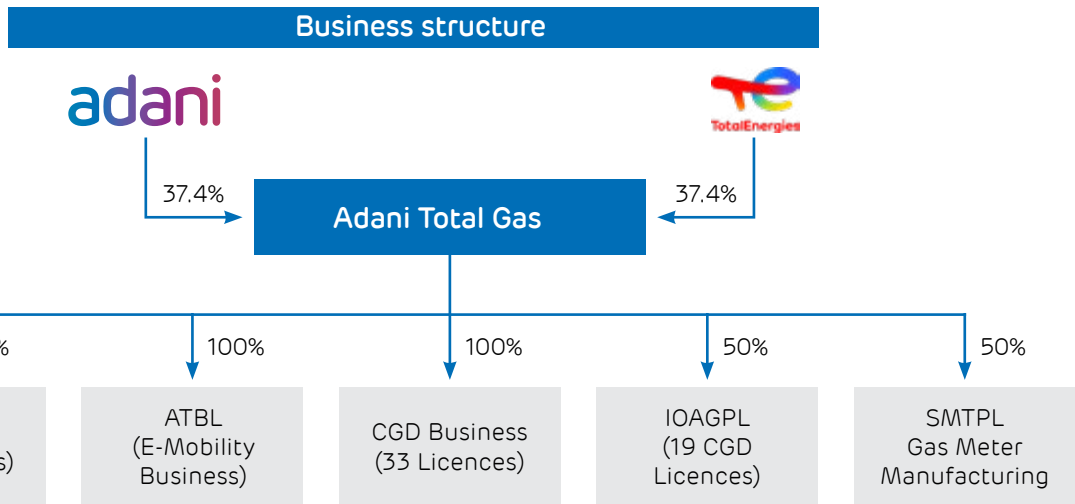 Business structure
adani
TotalEnergies
37.4%
37.4%
Adani Total Gas
%
100%
100%
50%
50%
s)
ATBL
(E-Mobility
Business)
CGD Business
(33 Licences)
IOAGPL
(19 CGD
Licences)
SMTPL
Gas Meter
Manufacturing